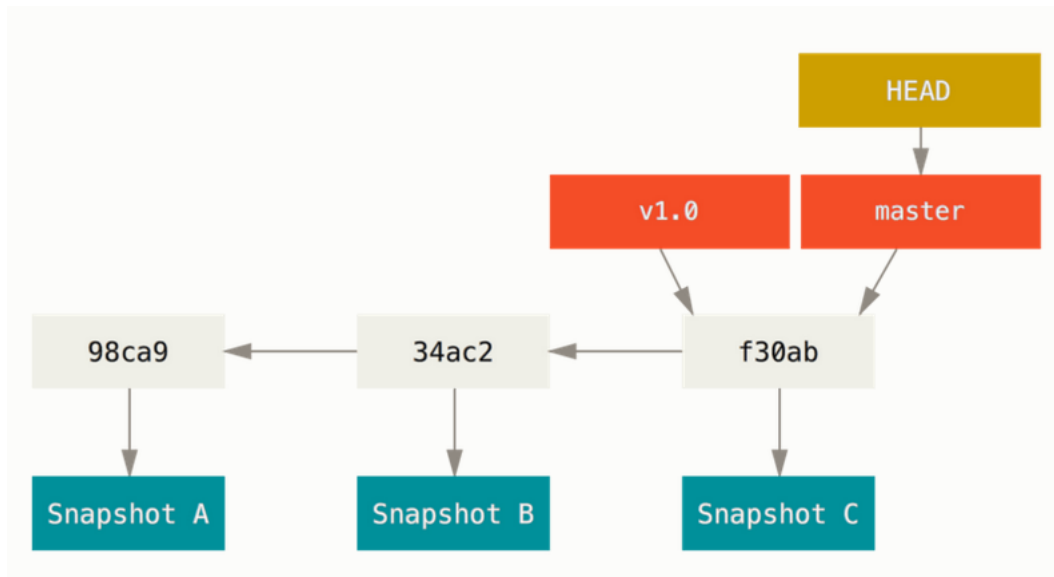 HEAD
v1.0
master
98ca9
34ac2
f30ab
Snapshot A
Snapshot B
Snapshot C